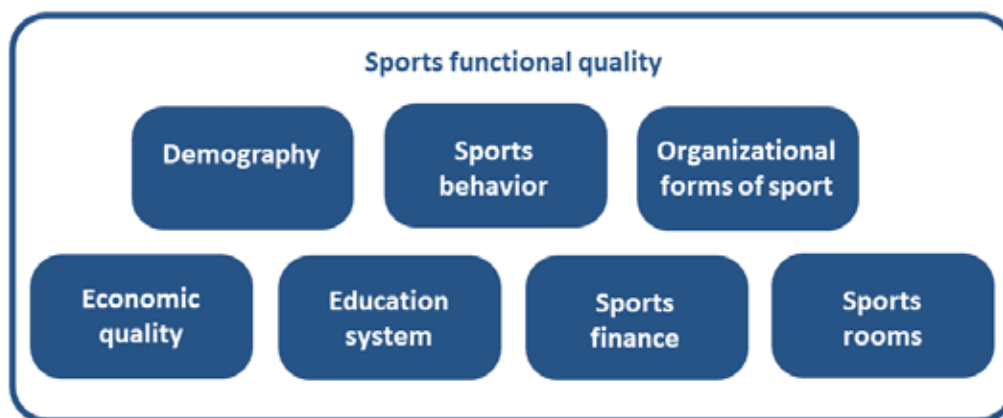 Sports functional quality
Demography
Sports
behavior
Organizational
forms of sport
Economic
quality
Education
system
Sports
finance
Sports
rooms